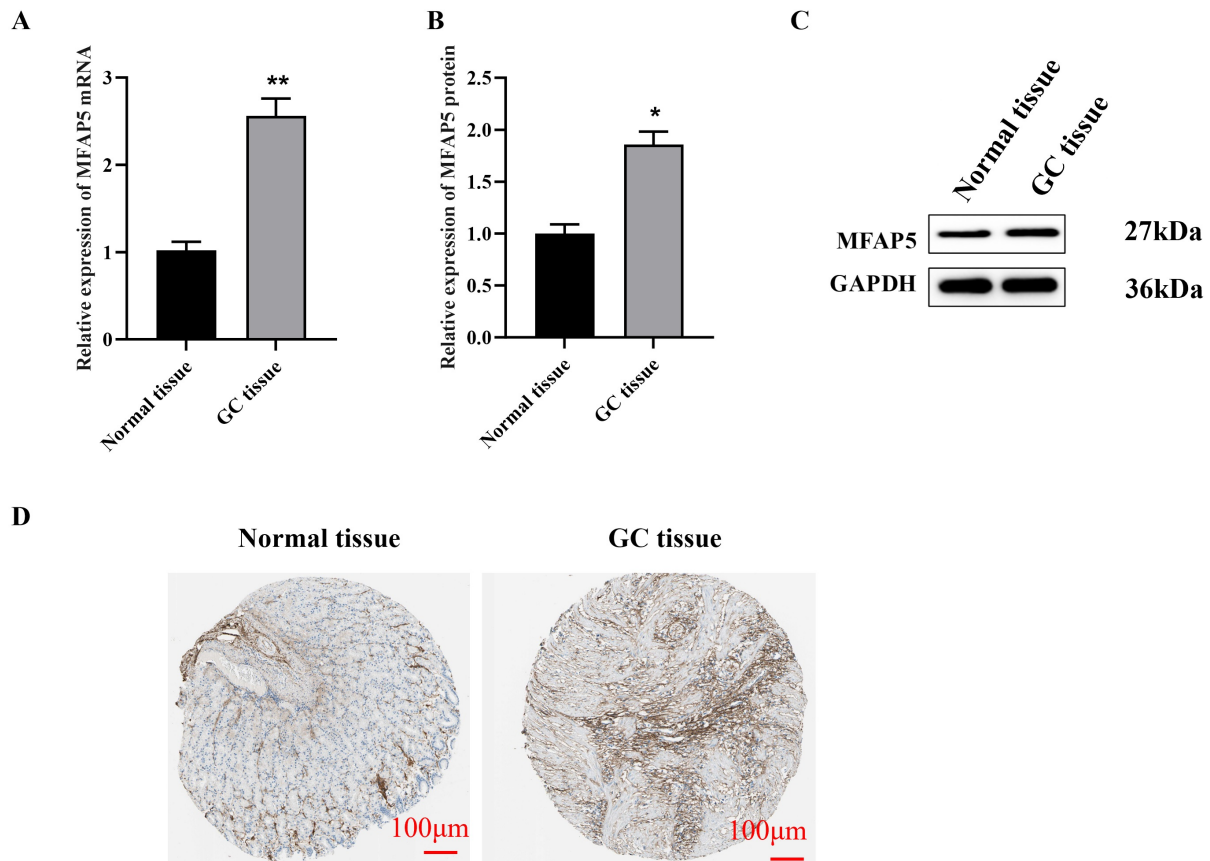 A
Relative expression of MFAP5 mRNA
3
2
1
0
**
Normal tissue
GC tissue
B
Relative expression of MFAP5 protein
2.5
2.0
1.5
1.0
0.5
0.0
*
Normal tissue
GC tissue
C
Normal tissue
GC tissue
MFAP5
27kDa
GAPDH
36kDa
D
Normal tissue
GC tissue
100μm
100μm